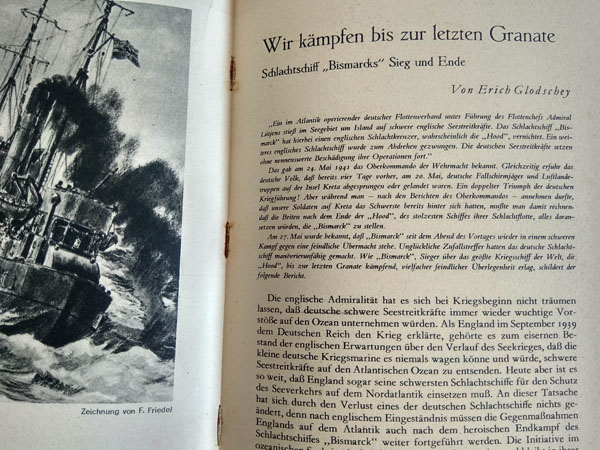 Zeichnung von F. Friedel
Wir kämpfen bis zur letzten Granate
Schlachtschiff „Bismarcks“ Sieg und Ende
Von Erich Glodschey
„Ein im Atlantik operierender deutscher Flottenverband unter Führung des Flottenchefs Admiral
Lütjens stieß im Seegebiet um Island auf schwere englische Seestreitkräfte. Das Schlachtschiff „Bis-
marck“ hat hierbei einen englischen Schlachtkreuzer, wahrscheinlich die „Hood“, vernichtet. Ein wei-
teres englisches Schlachtschiff wurde zum Abdrehen gezwungen. Die deutschen Seestreitkräfte setzen
ohne nennenswerte Beschädigung ihre Operationen fort.“
Das gab am 24. Mai 1941 das Oberkommando der Wehrmacht bekannt. Gleichzeitig erfuhr das
deutsche Volk, daß bereits vier Tage vorher, am 20. Mai, deutsche Fallschirmjäger und Luftlande-
truppen auf der Insel Kreta abgesprungen oder gelandet waren. Ein doppelter Triumph der deutschen
Kriegführung! Aber während man — nach den Berichten des Oberkommandos — annehmen durfte,
daß unsere Soldaten auf Kreta das Schwerste bereits hinter sich hatten, mußte man damit rechnen,
daß die Briten nach dem Ende der „Hood“, des stolzesten Schiffes ihrer Schlachtflotte, alles daran-
setzen würden, die „Bismarck“ zu stellen.
Am 27. Mai wurde bekannt, daß „Bismarck“ seit dem Abend des Vortages wieder in einem schweren
Kampf gegen eine feindliche Übermacht stehe. Unglückliche Zufallstreffer hatten das deutsche Schlacht-
schiff manövrierunfähig gemacht. Wie „Bismarck“, Sieger über das größte Kriegsschiff der Welt, die
„Hood“, bis zur letzten Granate kämpfend, vielfacher feindlicher Überlegenheit erlag, schildert der
folgende Bericht.
Die englische Admiralität hat es sich bei Kriegsbeginn nicht träumen
lassen, daß deutsche schwere Seestreitkräfte immer wieder wuchtige Vor-
stöße auf den Ozean unternehmen würden. Als England im September 1939
dem Deutschen Reich den Krieg erklärte, gehörte es zum eisernen Be-
stand der englischen Erwartungen über den Verlauf des Seekrieges, daß die
kleine deutsche Kriegsmarine es niemals wagen könne und würde, schwere
Seestreitkräfte auf den Atlantischen Ozean zu entsenden. Heute aber ist es
so weit, daß England sogar seine schwersten Schlachtschiffe für den Schutz
des Seeverkehrs auf dem Nordatlantik einsetzen muß. An dieser Tatsache
hat sich durch den Verlust eines der deutschen Schlachtschiffe nichts ge-
ändert, denn nach englischem Eingeständnis müssen die Gegenmaßnahmen
Englands auf dem Atlantik auch nach dem heroischen Endkampf des
Schlachtschiffes „Bismarck“ weiter fortgeführt werden. Die Initiative im